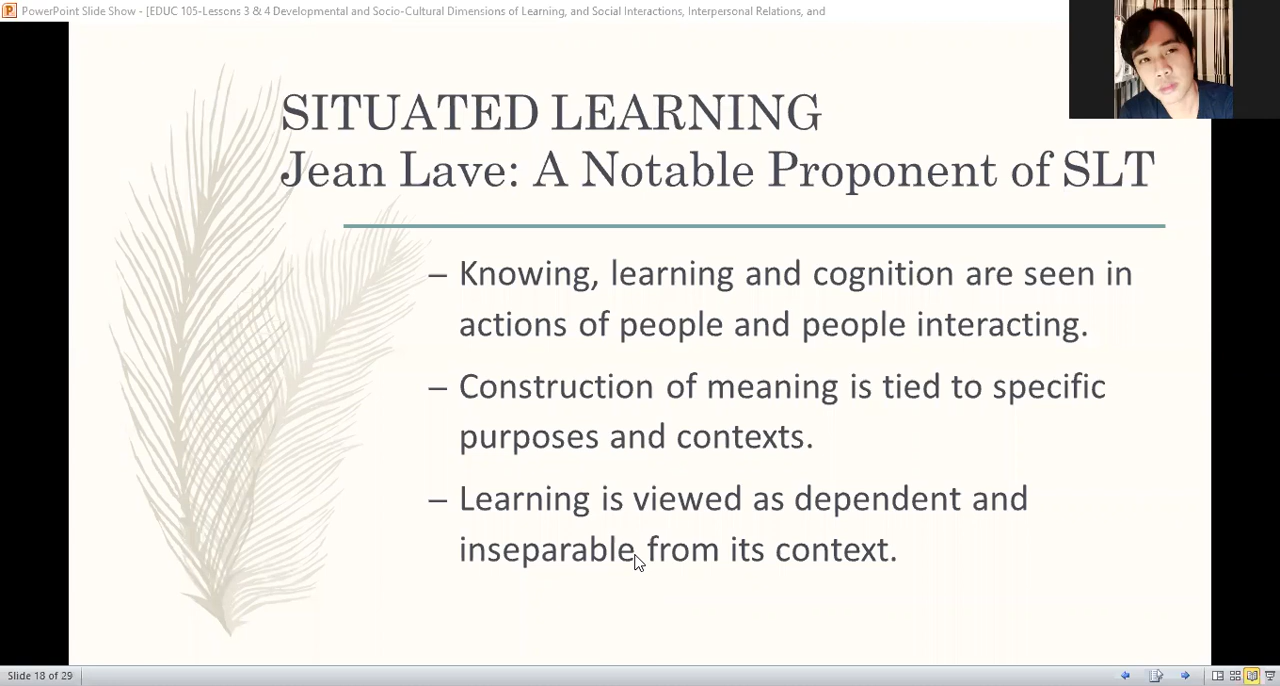 PowerPoint Slide Show - [EDUC 105-Lessons 3 & 4 Developmental and Socio-Cultural Dimensions of Learning, and Social Interactions, Interpersonal Relations, and
SITUATED LEARNING
Jean Lave: A Notable Proponent of SLT
– Knowing, learning and cognition are seen in
actions of people and people interacting.
– Construction of meaning is tied to specific
purposes and contexts.
– Learning is viewed as dependent and
inseparable from its context.
Slide 18 of 29